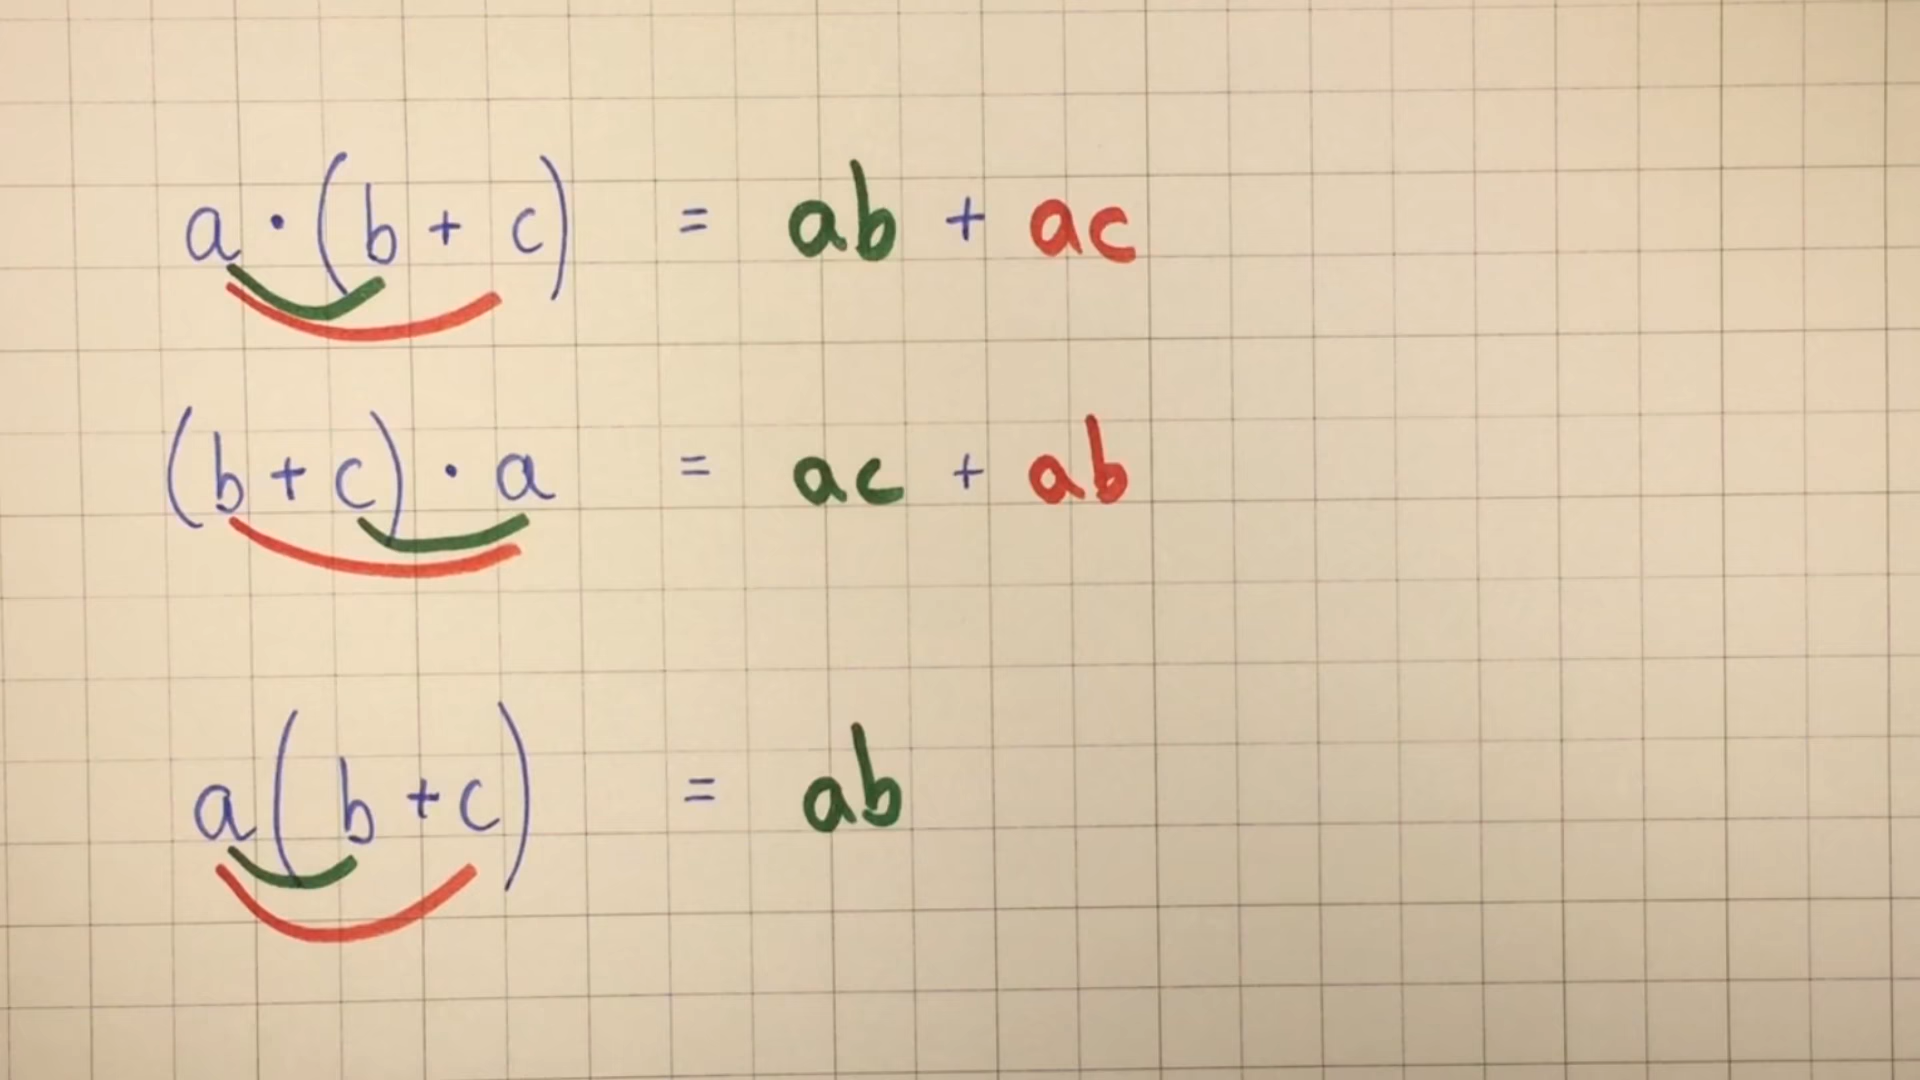 a · (b + c) = ab + ac
(b + c) · a = ac + ab
a(b + c) = ab